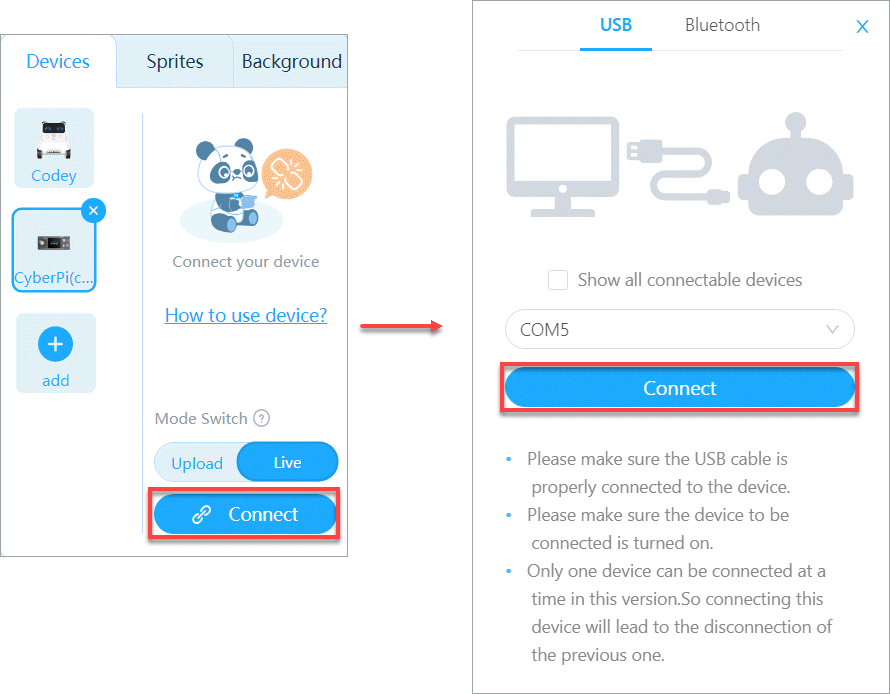 Devices
Sprites
Background
Codey
CyberPi(c...
add
Connect your device
How to use device?
Mode Switch ?
Upload
Live
Connect
USB
Bluetooth
X
Show all connectable devices
COM5
Connect
• Please make sure the USB cable is
properly connected to the device.
• Please make sure the device to be
connected is turned on.
• Only one device can be connected at a
time in this version.So connecting this
device will lead to the disconnection of
the previous one.